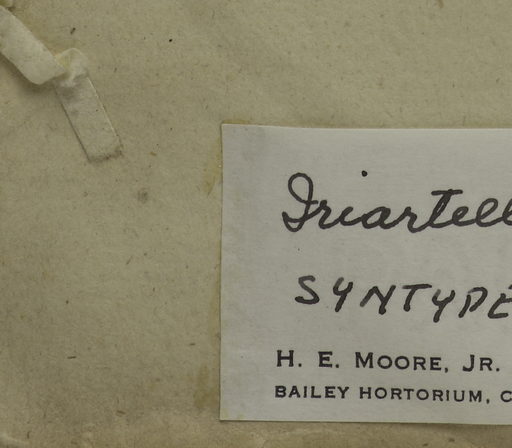 Iriartell
SYNTYPE
H. E. MOORE, JR.
BAILEY HORTORIUM, C